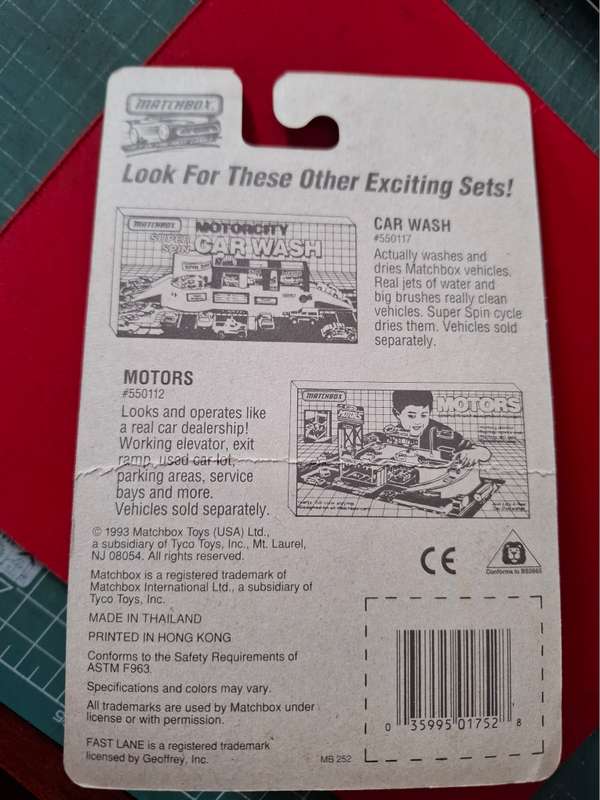 MATCHBOX
Look For These Other Exciting Sets!
MATCHBOX
MOTORCITY
SUPER
SPIN
CAR WASH
CAR WASH
#550117
Actually washes and
dries Matchbox vehicles.
Real jets of water and
big brushes really clean
vehicles. Super Spin cycle
dries them. Vehicles sold
separately.
MOTORS
#550112
Looks and operates like
a real car dealership!
Working elevator, exit
ramp, used car lot,
parking areas, service
bays and more.
Vehicles sold separately.
MATCHBOX
MOTORS
MOTORS
© 1993 Matchbox Toys (USA) Ltd.,
a subsidiary of Tyco Toys, Inc., Mt. Laurel,
NJ 08054. All rights reserved.
Matchbox is a registered trademark of
Matchbox International Ltd., a subsidiary of
Tyco Toys, Inc.
MADE IN THAILAND
PRINTED IN HONG KONG
Conforms to the Safety Requirements of
ASTM F963.
Specifications and colors may vary.
All trademarks are used by Matchbox under
license or with permission.
FAST LANE is a registered trademark
licensed by Geoffrey, Inc.
MB 252
CE
Conforms to BS5665
0 35995 01752 8